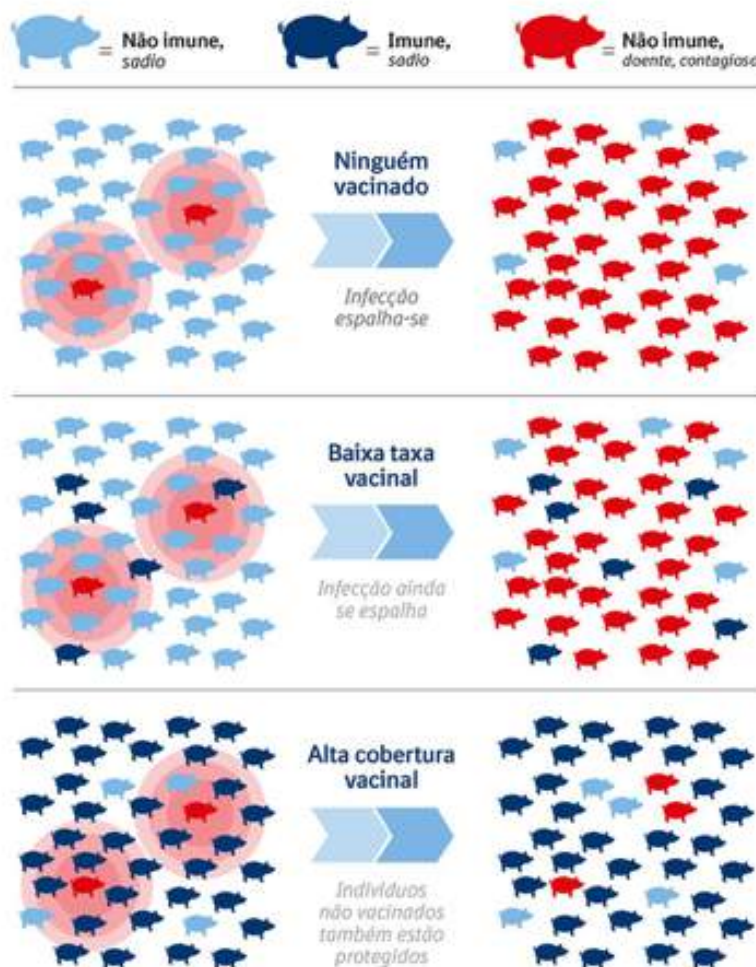 = Não imune,
sadio
= Imune,
sadio
= Não imune,
doente, contagioso
Ninguém
vacinado
Infecção
espalha-se
Baixa taxa
vacinal
Infecção ainda
se espalha
Alta cobertura
vacinal
Indivíduos
não vacinados
também estão
protegidos